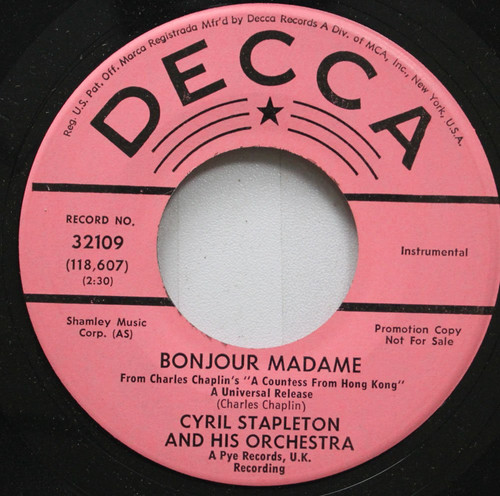 Reg. U.S. Pat. Off. Marca Registrada Mfr'd by Decca Records A Div. of MCA, Inc., New York, U.S.A.
DECCA
RECORD NO.
32109
(118,607)
(2:30)
Instrumental
Shamley Music
Corp. (AS)
Promotion Copy
Not For Sale
BONJOUR MADAME
From Charles Chaplin's "A Countess From Hong Kong"
A Universal Release
(Charles Chaplin)
CYRIL STAPLETON
AND HIS ORCHESTRA
A Pye Records, U.K.
Recording